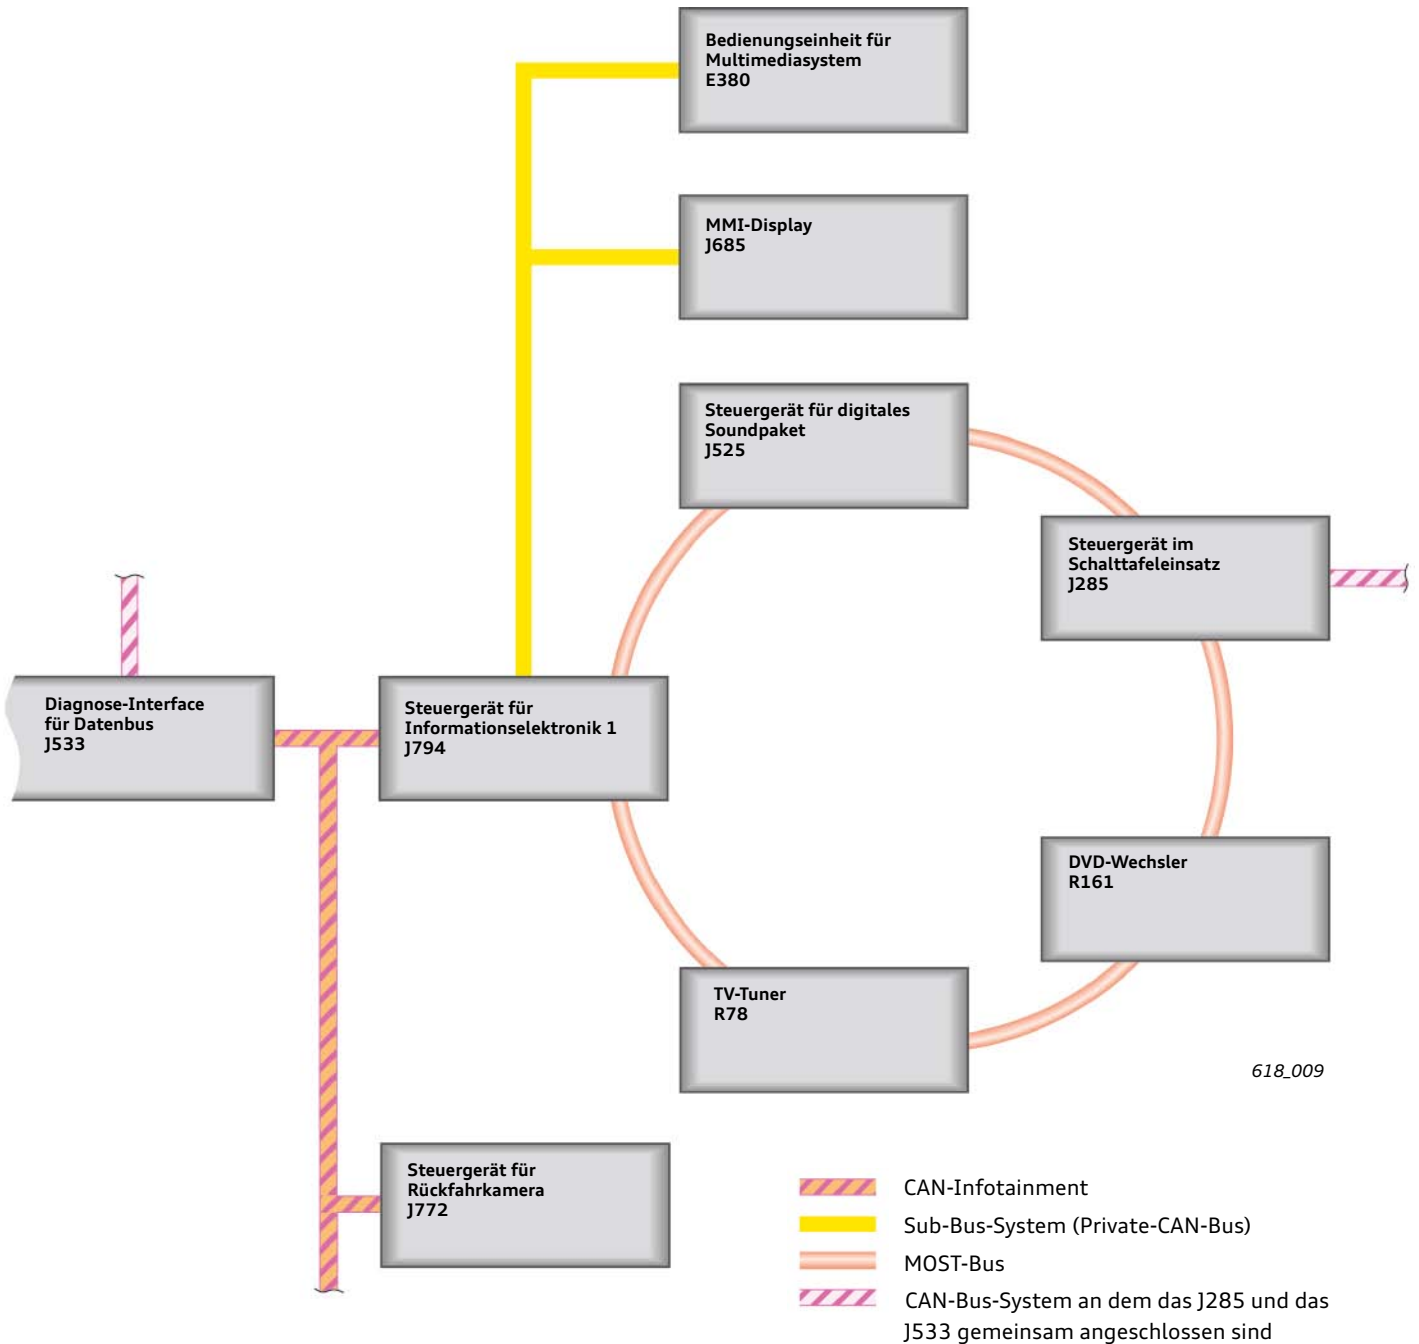 Bedienungseinheit für
Multimediasystem
E380
MMI-Display
J685
Steuergerät für digitales
Soundpaket
J525
Steuergerät im
Schalttafeleinsatz
J285
Diagnose-Interface
für Datenbus
J533
Steuergerät für
Informationselektronik 1
J794
DVD-Wechsler
R161
TV-Tuner
R78
618_009
Steuergerät für
Rückfahrkamera
J772
CAN-Infotainment
Sub-Bus-System (Private-CAN-Bus)
MOST-Bus
CAN-Bus-System an dem das J285 und das
J533 gemeinsam angeschlossen sind